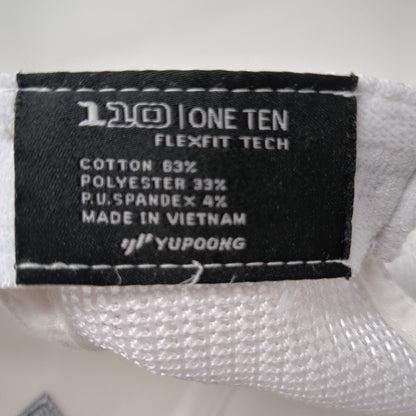 110 | ONE TEN
FLEXFIT TECH
COTTON 63%
POLYESTER 33%
P.U.SPANDEX 4%
MADE IN VIETNAM
YUPOONG